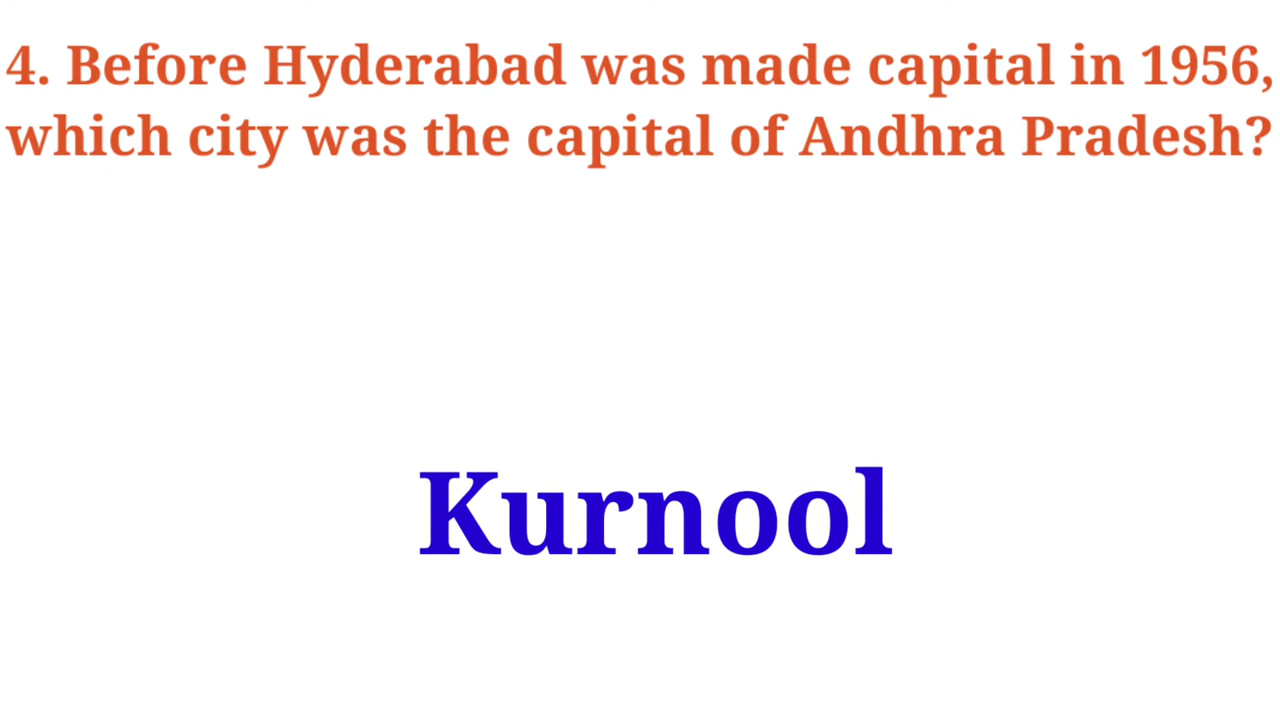 4. Before Hyderabad was made capital in 1956,
which city was the capital of Andhra Pradesh?
Kurnool